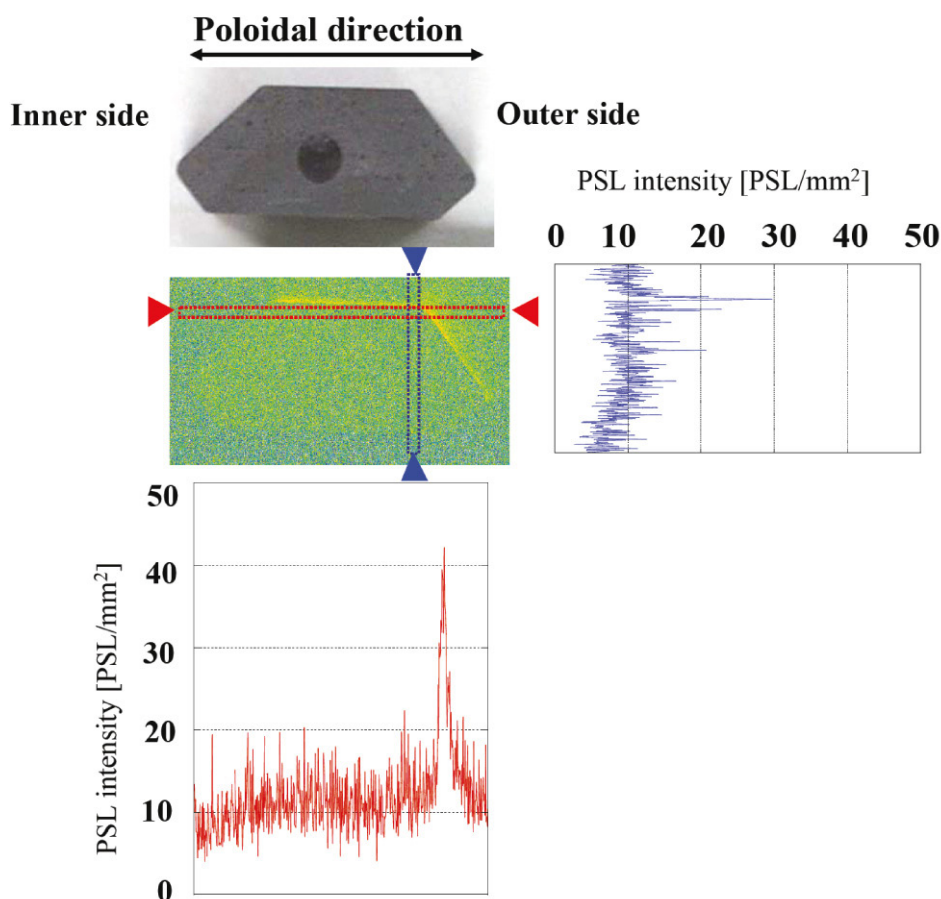 Poloidal direction
Inner side
Outer side
PSL intensity [PSL/mm²]
0 10 20 30 40 50
50
40
30
20
10
0
PSL intensity [PSL/mm²]